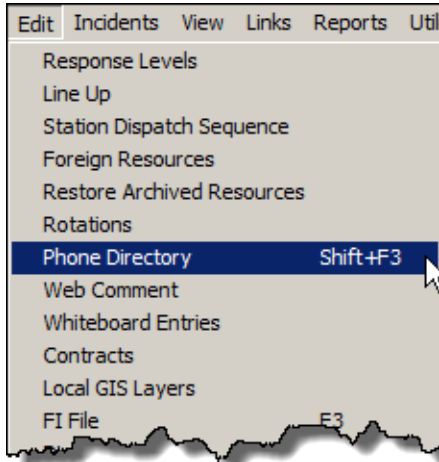 Edit Incidents View Links Reports
Response Levels
Line Up
Station Dispatch Sequence
Foreign Resources
Restore Archived Resources
Rotations
Phone Directory Shift+F3
Web Comment
Whiteboard Entries
Contracts
Local GIS Layers
FI File F3